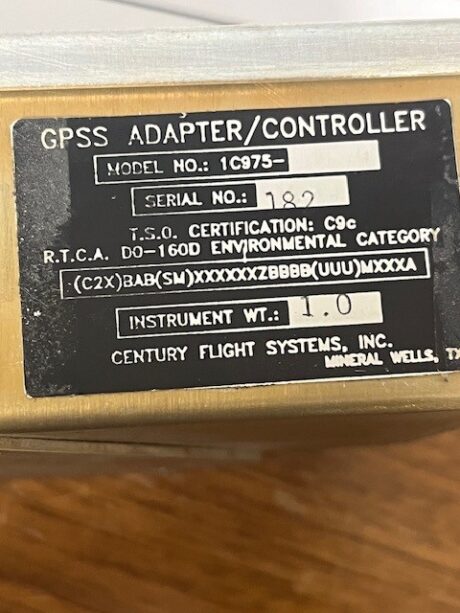 GPSS ADAPTER/CONTROLLER
MODEL NO.: 1C975-
SERIAL NO.: 182
T.S.O. CERTIFICATION: C9c
R.T.C.A. DO-160D ENVIRONMENTAL CATEGORY
(C2X)BAB(SM)XXXXXXZBBBB(UUU)MXXXA
INSTRUMENT WT.: 1.0
CENTURY FLIGHT SYSTEMS, INC.
MINERAL WELLS, TX